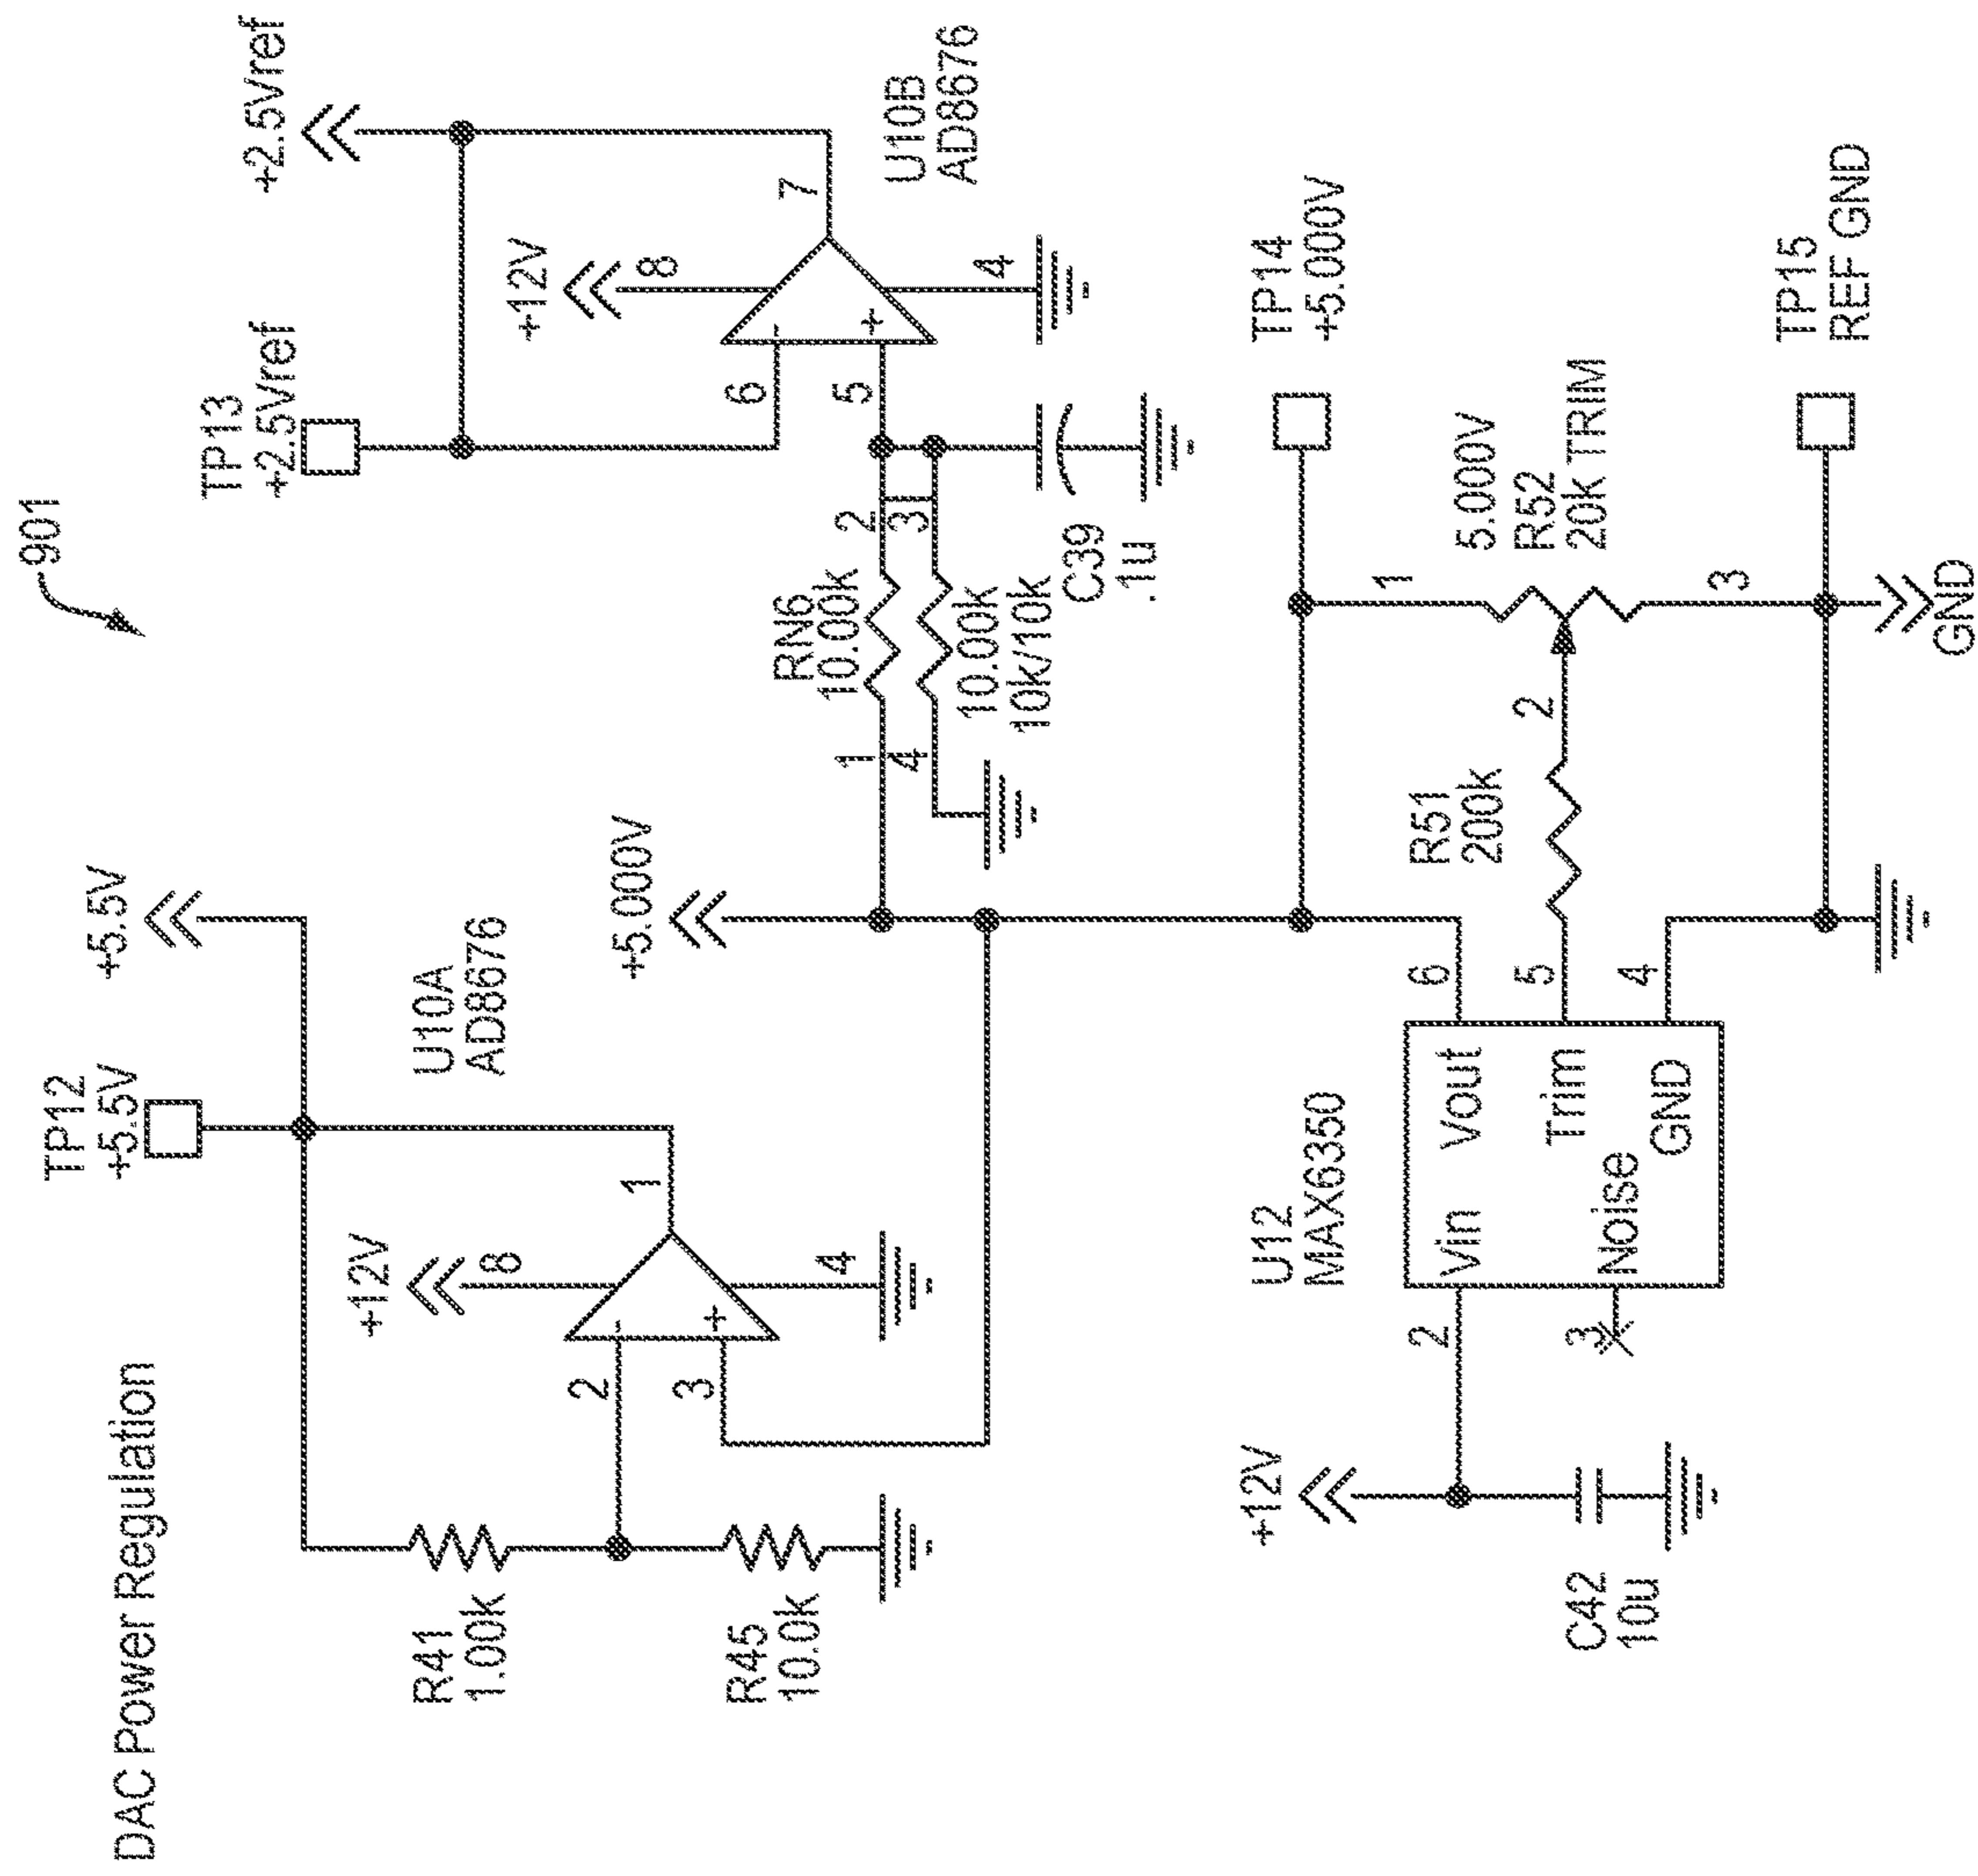 DAC Power Regulation
901
TP12
+5.5V
+5.5V
+12V
8
2
3
1
4
U10A
AD8676
R41
1.00k
R45
10.0k
TP13
+2.5Vref
+2.5Vref
+12V
8
6
5
7
4
U10B
AD8676
+5.000V
RN6
10.00k
1
2
4
3
10.00k
10k/10k
C39
.1u
+12V
C42
10u
U12
MAX6350
2
Vin
Vout
6
Trim
5
3
Noise
GND
4
R51
200k
2
1
3
5.000V
R52
20k TRIM
TP14
+5.000V
TP15
REF GND
GND